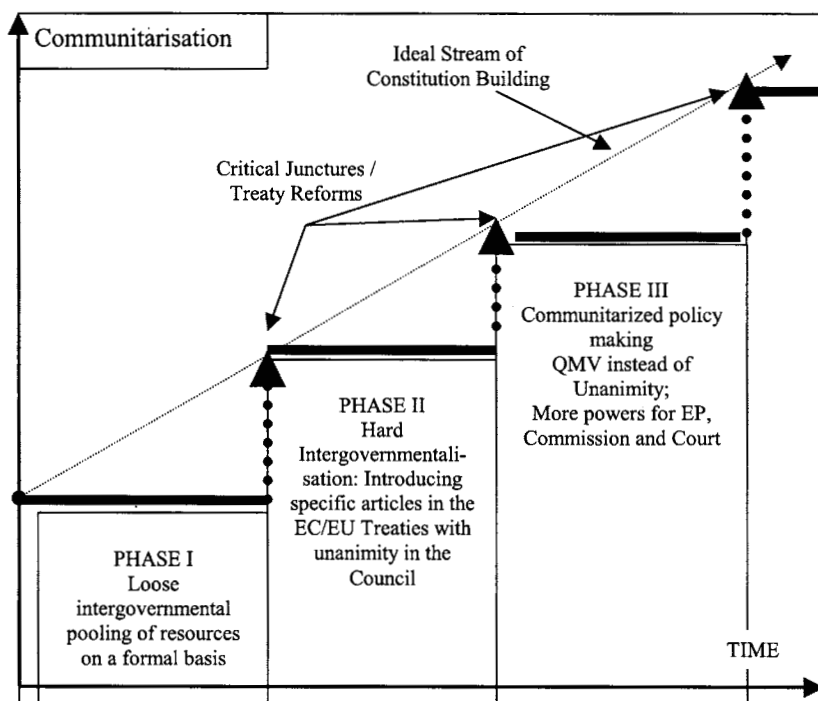 Communitarisation
Ideal Stream of
Constitution Building
Critical Junctures /
Treaty Reforms
PHASE I
Loose
intergovernmental
pooling of resources
on a formal basis
PHASE II
Hard
Intergovernmentali-
sation: Introducing
specific articles in the
EC/EU Treaties with
unanimity in the
Council
PHASE III
Communitarized policy
making
QMV instead of
Unanimity;
More powers for EP,
Commission and Court
TIME